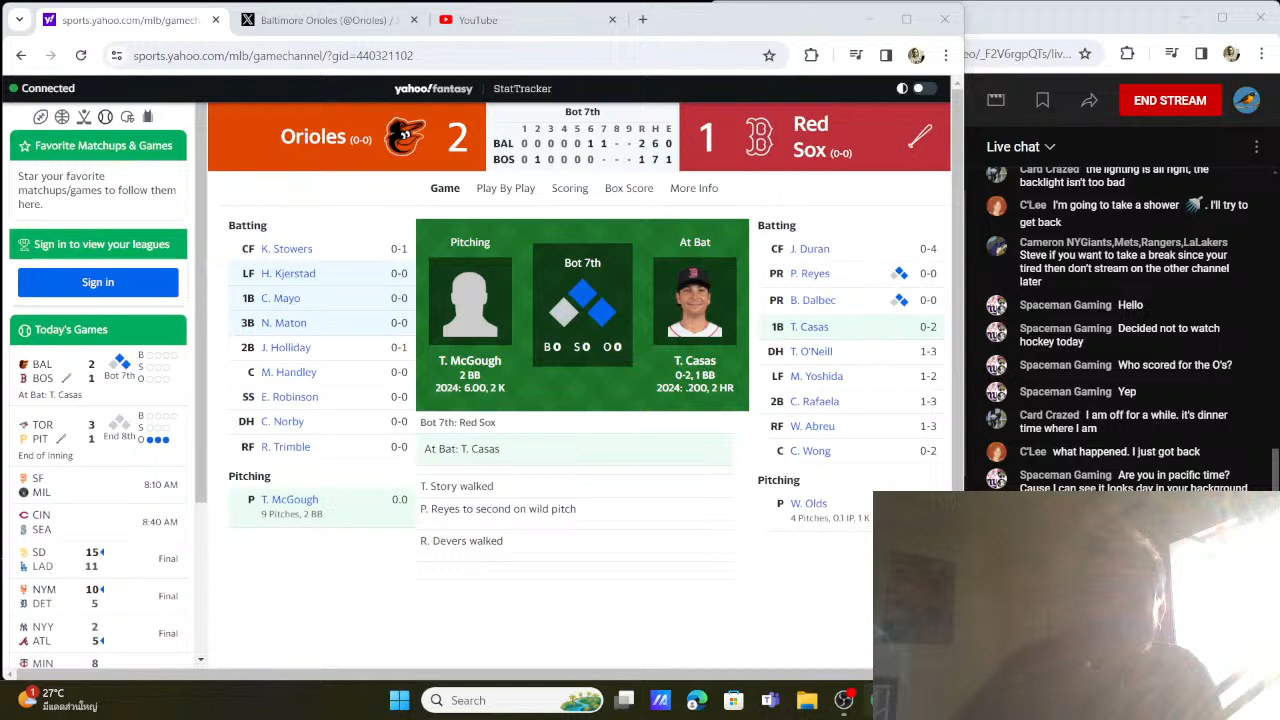 sports.yahoo.com/mlb/gamech
Baltimore Orioles (@Orioles) / X
YouTube
sports.yahoo.com/mlb/gamechannel/?gid=440321102
eo/_F2V6rgpQTs/liv...
Connected
yahoo!fantasy
StatTracker
Favorite Matchups & Games
Star your favorite
matchups/games to follow them
here.
Sign in to view your leagues
Sign in
Today's Games
BAL 2
BOS 1
Bot 7th
B
S
O
At Bat: T. Casas
TOR 3
PIT 1
End 8th
B
S
O
End of Inning
SF
MIL
8:10 AM
CIN
SEA
8:40 AM
SD 15
LAD 11
Final
NYM 10
DET 5
Final
NYY 2
ATL 5
Final
MIN 8
Orioles (0-0)
2
Bot 7th
1 2 3 4 5 6 7 8 9 R H E
BAL 0 0 0 0 0 1 1 - - 2 6 0
BOS 0 1 0 0 0 0 - - - 1 7 1
1
Red
Sox (0-0)
Game
Play By Play
Scoring
Box Score
More Info
Batting
CF K. Stowers 0-1
LF H. Kjerstad 0-0
1B C. Mayo 0-0
3B N. Maton 0-0
2B J. Holliday 0-1
C M. Handley 0-0
SS E. Robinson 0-0
DH C. Norby 0-0
RF R. Trimble 0-0
Pitching
P T. McGough 0.0
9 Pitches, 2 BB
Pitching
T. McGough
2 BB
2024: 6.00, 2 K
Bot 7th
B 0 S 0 O 0
At Bat
T. Casas
0-2, 1 BB
2024: .200, 2 HR
Bot 7th: Red Sox
At Bat: T. Casas
T. Story walked
P. Reyes to second on wild pitch
R. Devers walked
Batting
CF J. Duran 0-4
PR P. Reyes 0-0
PR B. Dalbec 0-0
1B T. Casas 0-2
DH T. O'Neill 1-3
LF M. Yoshida 1-2
2B C. Rafaela 1-3
RF W. Abreu 1-3
C C. Wong 0-2
Pitching
P W. Olds
4 Pitches, 0.1 IP, 1 K
END STREAM
Live chat
Card Crazed the lighting is all right, the
backlight isn't too bad
C'Lee I'm going to take a shower 🚿. I'll try to
get back
Cameron NYGiants,Mets,Rangers,LaLakers
Steve if you want to take a break since your
tired then don't stream on the other channel
later
Spaceman Gaming Hello
Spaceman Gaming Decided not to watch
hockey today
Spaceman Gaming Who scored for the O's?
Spaceman Gaming Yep
Card Crazed I am off for a while. it's dinner
time where I am
C'Lee what happened. I just got back
Spaceman Gaming Are you in pacific time?
Cause I can see it looks day in your background
1
27°C
มีแดดส่วนใหญ่
Search